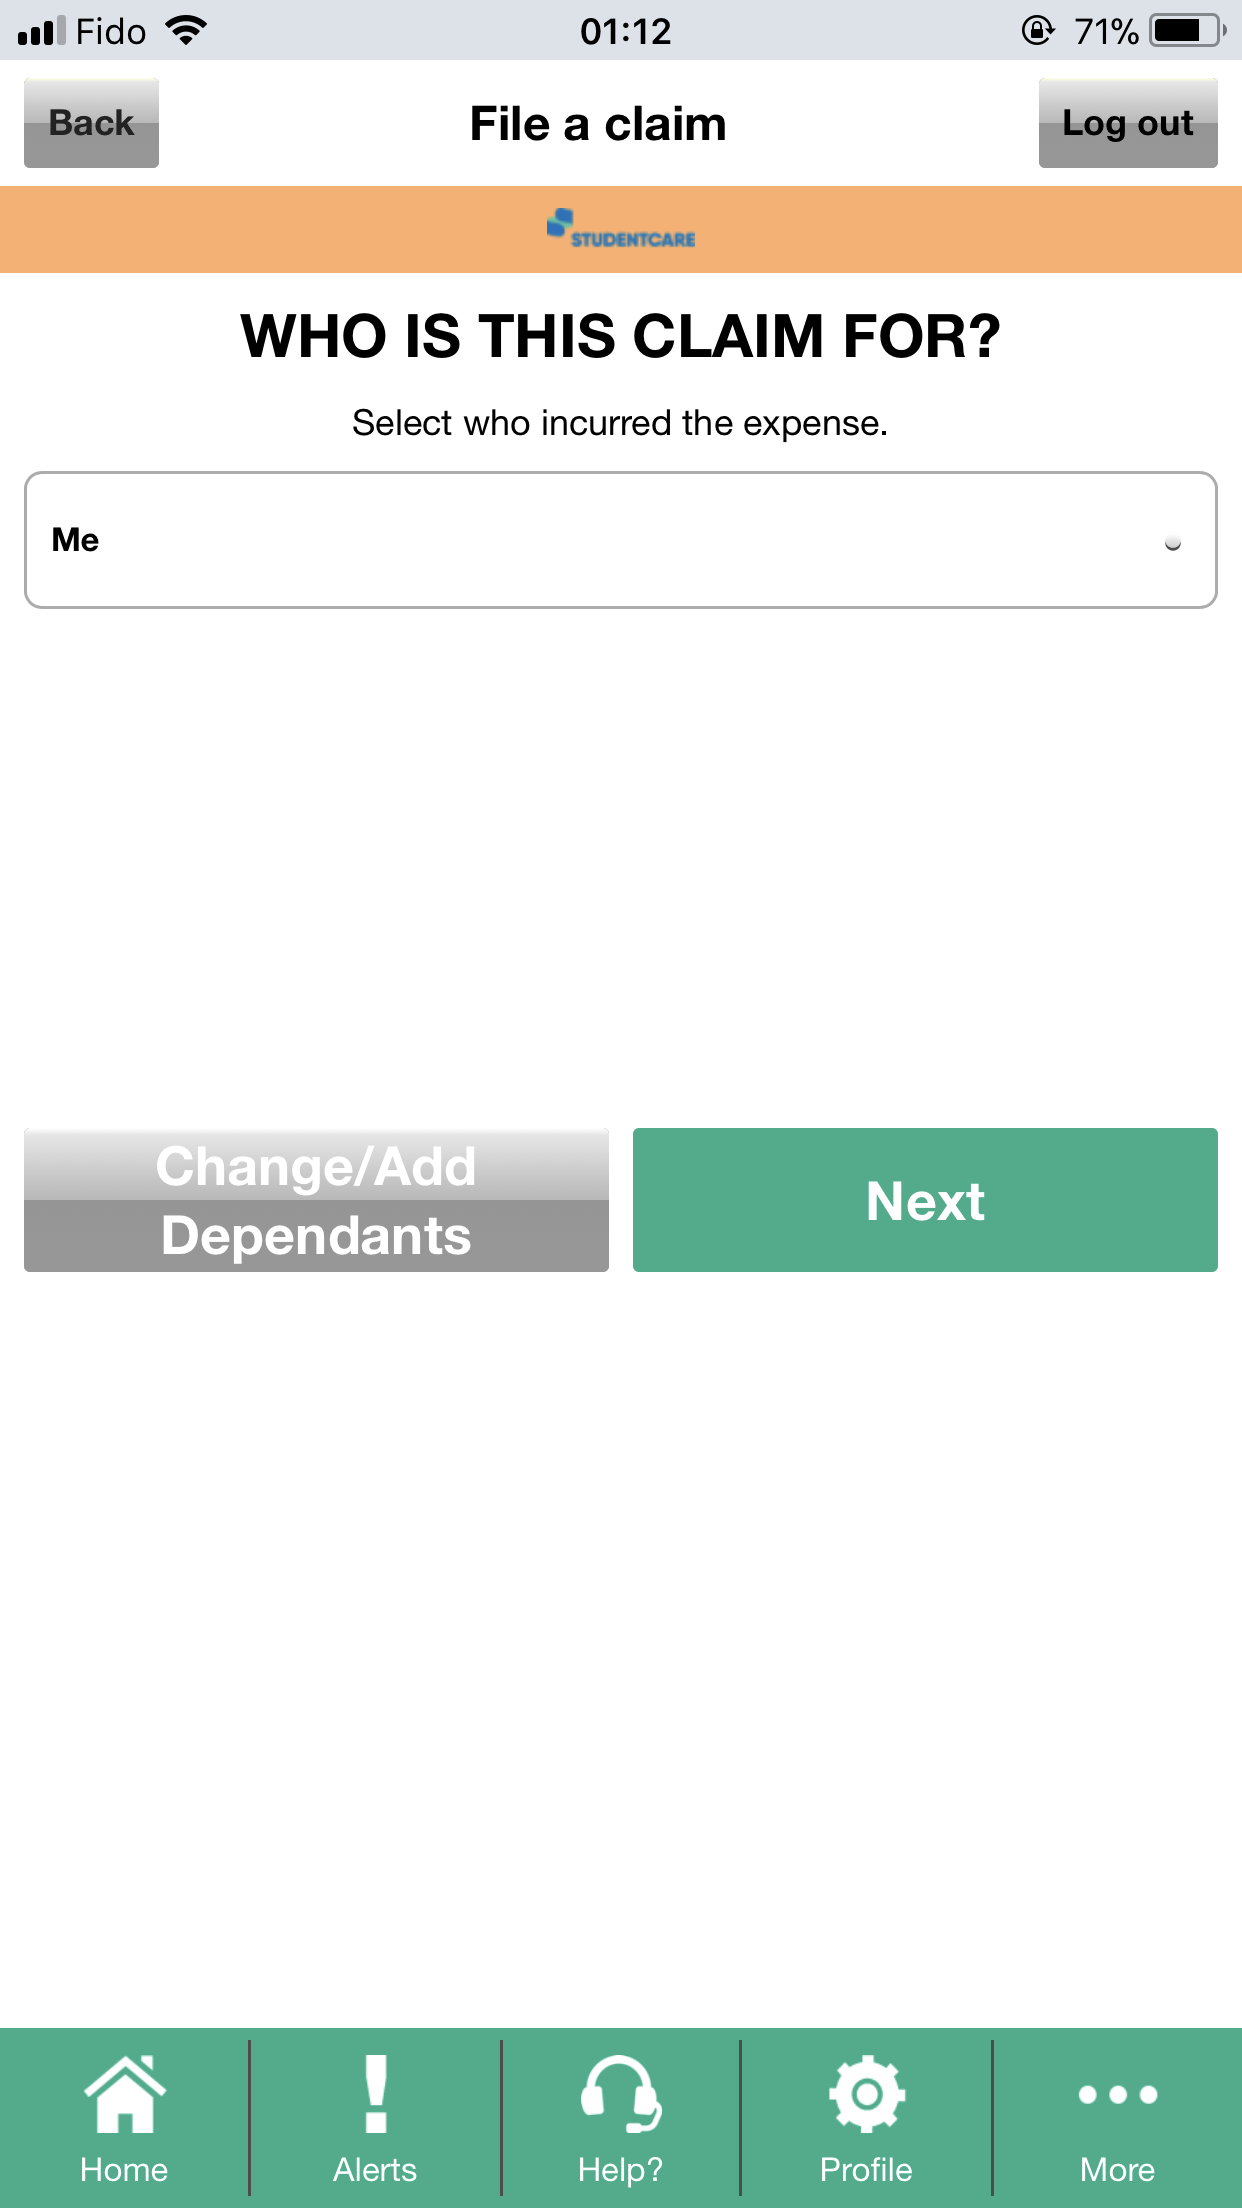 Fido 01:12 71%
Back File a claim Log out
STUDENTCARE
WHO IS THIS CLAIM FOR?
Select who incurred the expense.
Me
Change/Add
Dependants
Next
Home Alerts Help? Profile More